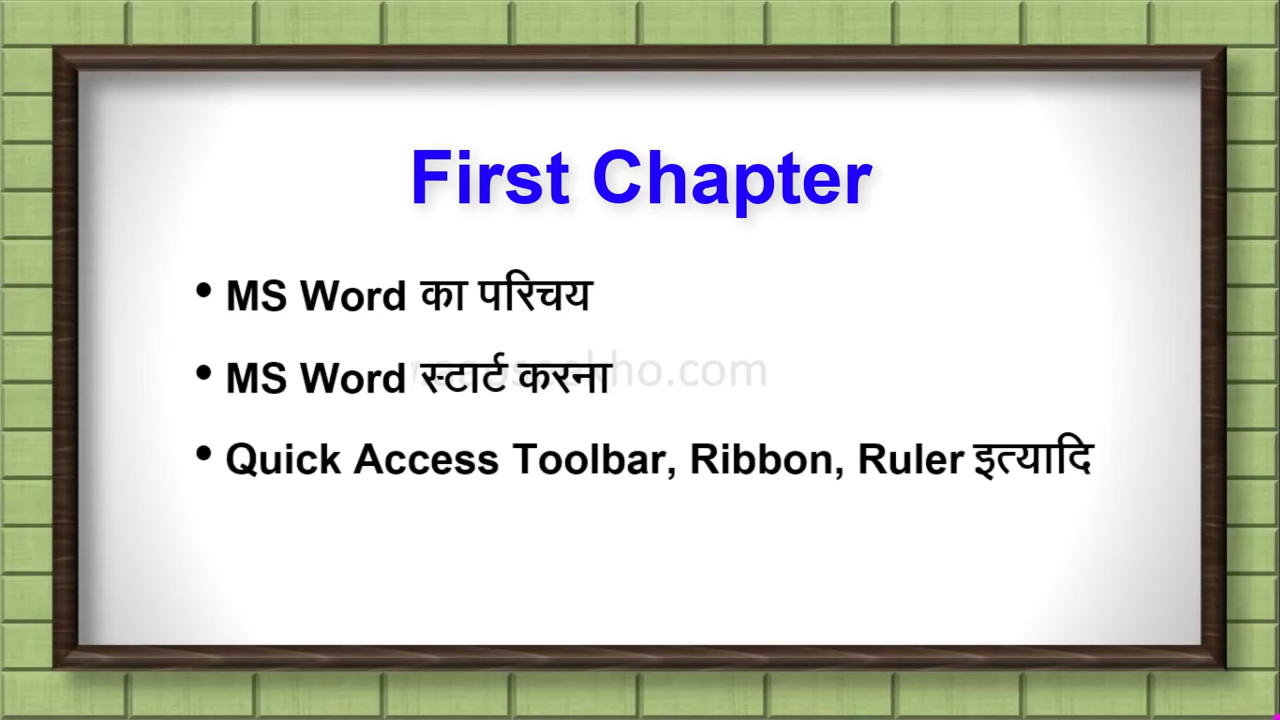 First Chapter
• MS Word का परिचय
• MS Word स्टार्ट करना
• Quick Access Toolbar, Ribbon, Ruler इत्यादि